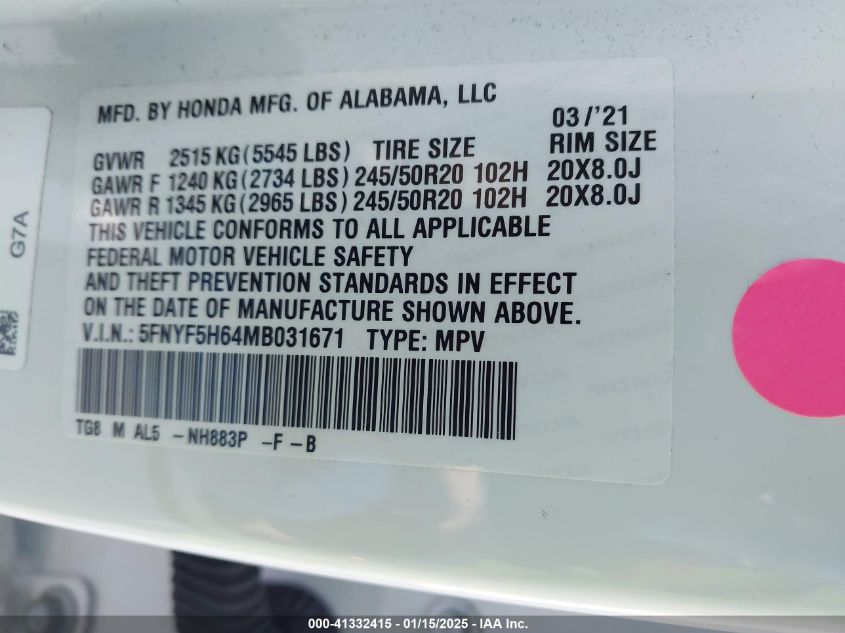 MFD. BY HONDA MFG. OF ALABAMA, LLC
03/'21
GVWR 2515 KG(5545 LBS) TIRE SIZE RIM SIZE
GAWR F 1240 KG(2734 LBS) 245/50R20 102H 20X8.0J
GAWR R 1345 KG(2965 LBS) 245/50R20 102H 20X8.0J
THIS VEHICLE CONFORMS TO ALL APPLICABLE
FEDERAL MOTOR VEHICLE SAFETY
AND THEFT PREVENTION STANDARDS IN EFFECT
ON THE DATE OF MANUFACTURE SHOWN ABOVE.
V.I.N.: 5FNYF5H64MB031671 TYPE: MPV
TG8 M AL5 -NH883P -F -B
G7A
000-41332415 - 01/15/2025 - IAA Inc.